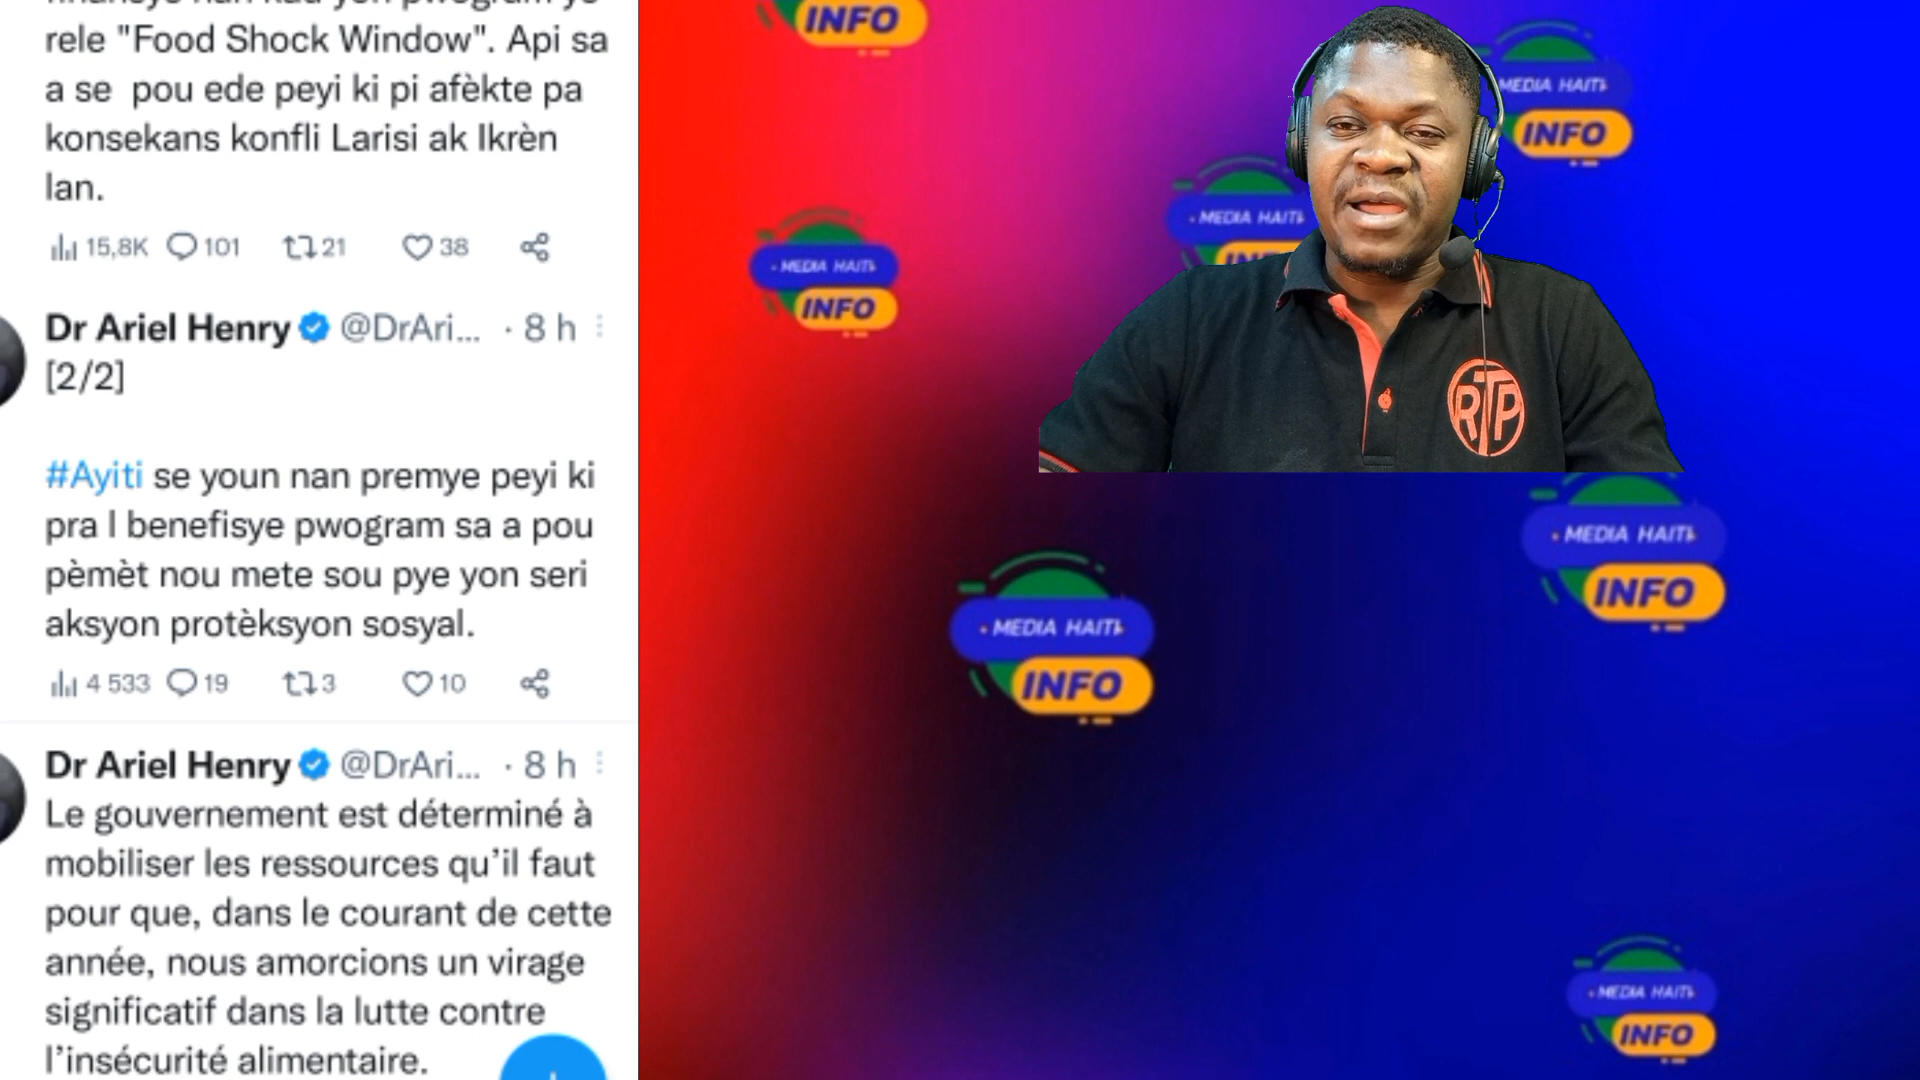 rele "Food Shock Window". Api sa
a se pou ede peyi ki pi afèkte pa
konsekans konfli Larisi ak Ikrèn
lan.
15,8K 101 21 38
Dr Ariel Henry @DrAri... · 8 h
[2/2]
#Ayiti se youn nan premye peyi ki
pra l benefisye pwogram sa a pou
pèmèt nou mete sou pye yon seri
aksyon protèksyon sosyal.
4 533 19 3 10
Dr Ariel Henry @DrAri... · 8 h
Le gouvernement est déterminé à
mobiliser les ressources qu’il faut
pour que, dans le courant de cette
année, nous amorcions un virage
significatif dans la lutte contre
l’insécurité alimentaire.
INFO
MEDIA HAITI
INFO
MEDIA HAITI
INFO
MEDIA HAITI
INFO
RTP
MEDIA HAITI
INFO
MEDIA HAITI
INFO
MEDIA HAITI
INFO